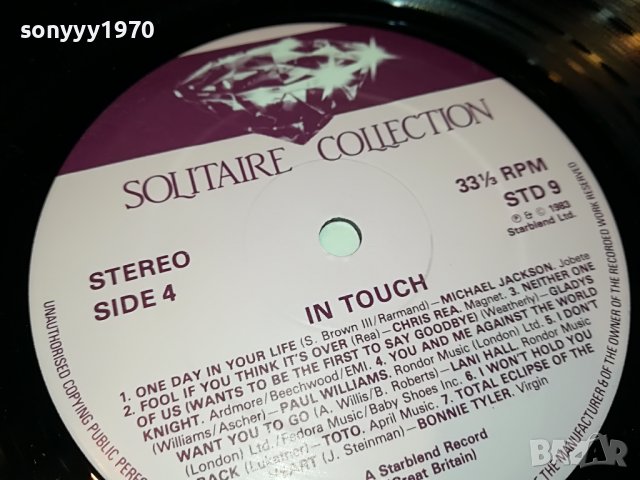 sonyyy1970
SOLITAIRE COLLECTION
33⅓ RPM
STD 9
℗ & © 1983
Starblend Ltd.
STEREO
SIDE 4
IN TOUCH
1. ONE DAY IN YOUR LIFE (S. Brown III/Rarmand) – MICHAEL JACKSON. Jobete
2. FOOL IF YOU THINK IT'S OVER (Rea) – CHRIS REA. Magnet. 3. NEITHER ONE
OF US (WANTS TO BE THE FIRST TO SAY GOODBYE) (Weatherly) – GLADYS
KNIGHT. Ardmore/Beechwood/EMI. 4. YOU AND ME AGAINST THE WORLD
(Williams/Ascher) – PAUL WILLIAMS. Rondor Music (London) Ltd. 5. I DON'T
WANT YOU TO GO (A. Willis/B. Roberts) – LANI HALL. Rondor Music
(London) Ltd./Fedora Music/Baby Shoes Inc. 6. I WON'T HOLD YOU
BACK (Lukather) – TOTO. April Music. 7. TOTAL ECLIPSE OF THE
HEART (J. Steinman) – BONNIE TYLER. Virgin
A Starblend Record
(Great Britain)
UNAUTHORISED COPYING PUBLIC
THE MANUFACTURER & OF THE OWNER OF THE RECORDED WORK RESERVED
BAZAR